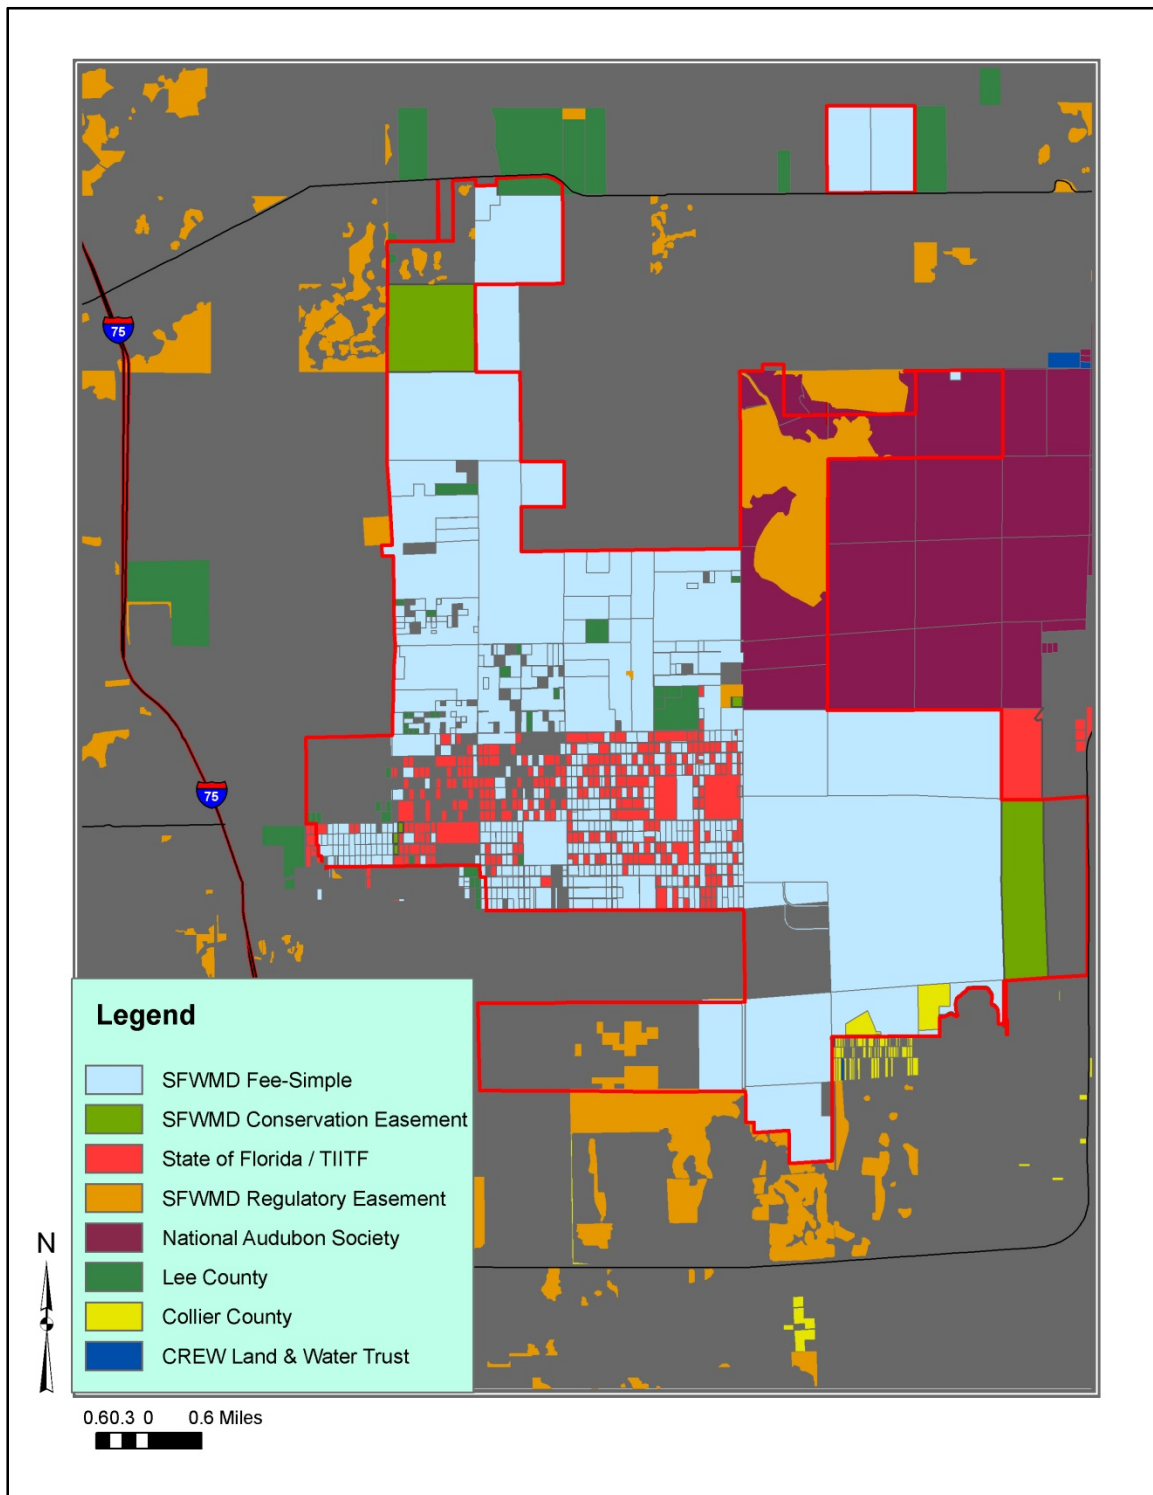 75
75
Legend
SFWMD Fee-Simple
SFWMD Conservation Easement
State of Florida / TIITF
SFWMD Regulatory Easement
National Audubon Society
Lee County
Collier County
CREW Land & Water Trust
N
0.60.3 0 0.6 Miles